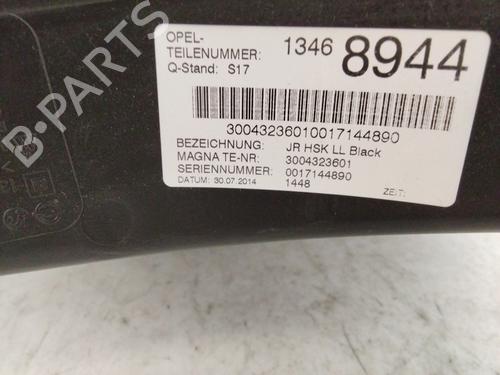 OPEL-
TEILENUMMER: 1346 8944
Q-Stand: S17
30043236010017144890
BEZEICHNUNG: JR HSK LL Black
MAGNA TE-NR: 3004323601
SERIENNUMMER: 0017144890
DATUM: 30.07.2014 1448 ZEIT:
B-PARTS